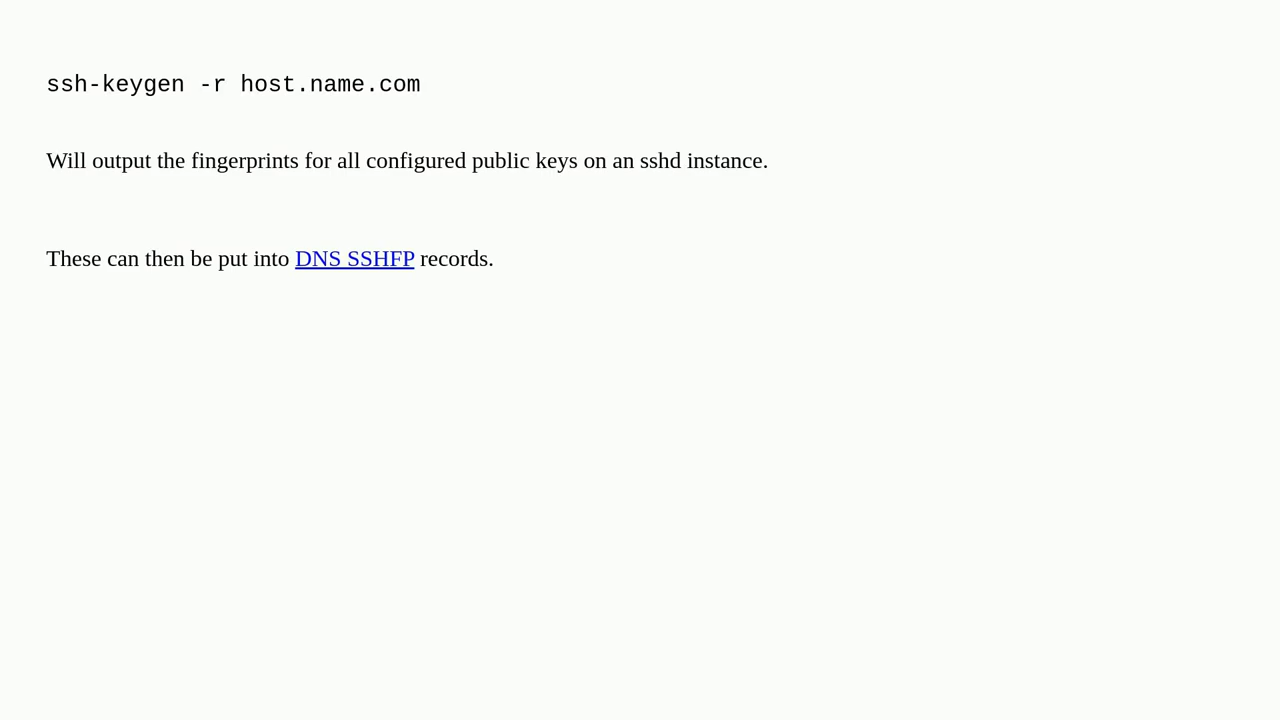 ssh-keygen -r host.name.com
Will output the fingerprints for all configured public keys on an sshd instance.
These can then be put into DNS SSHFP records.